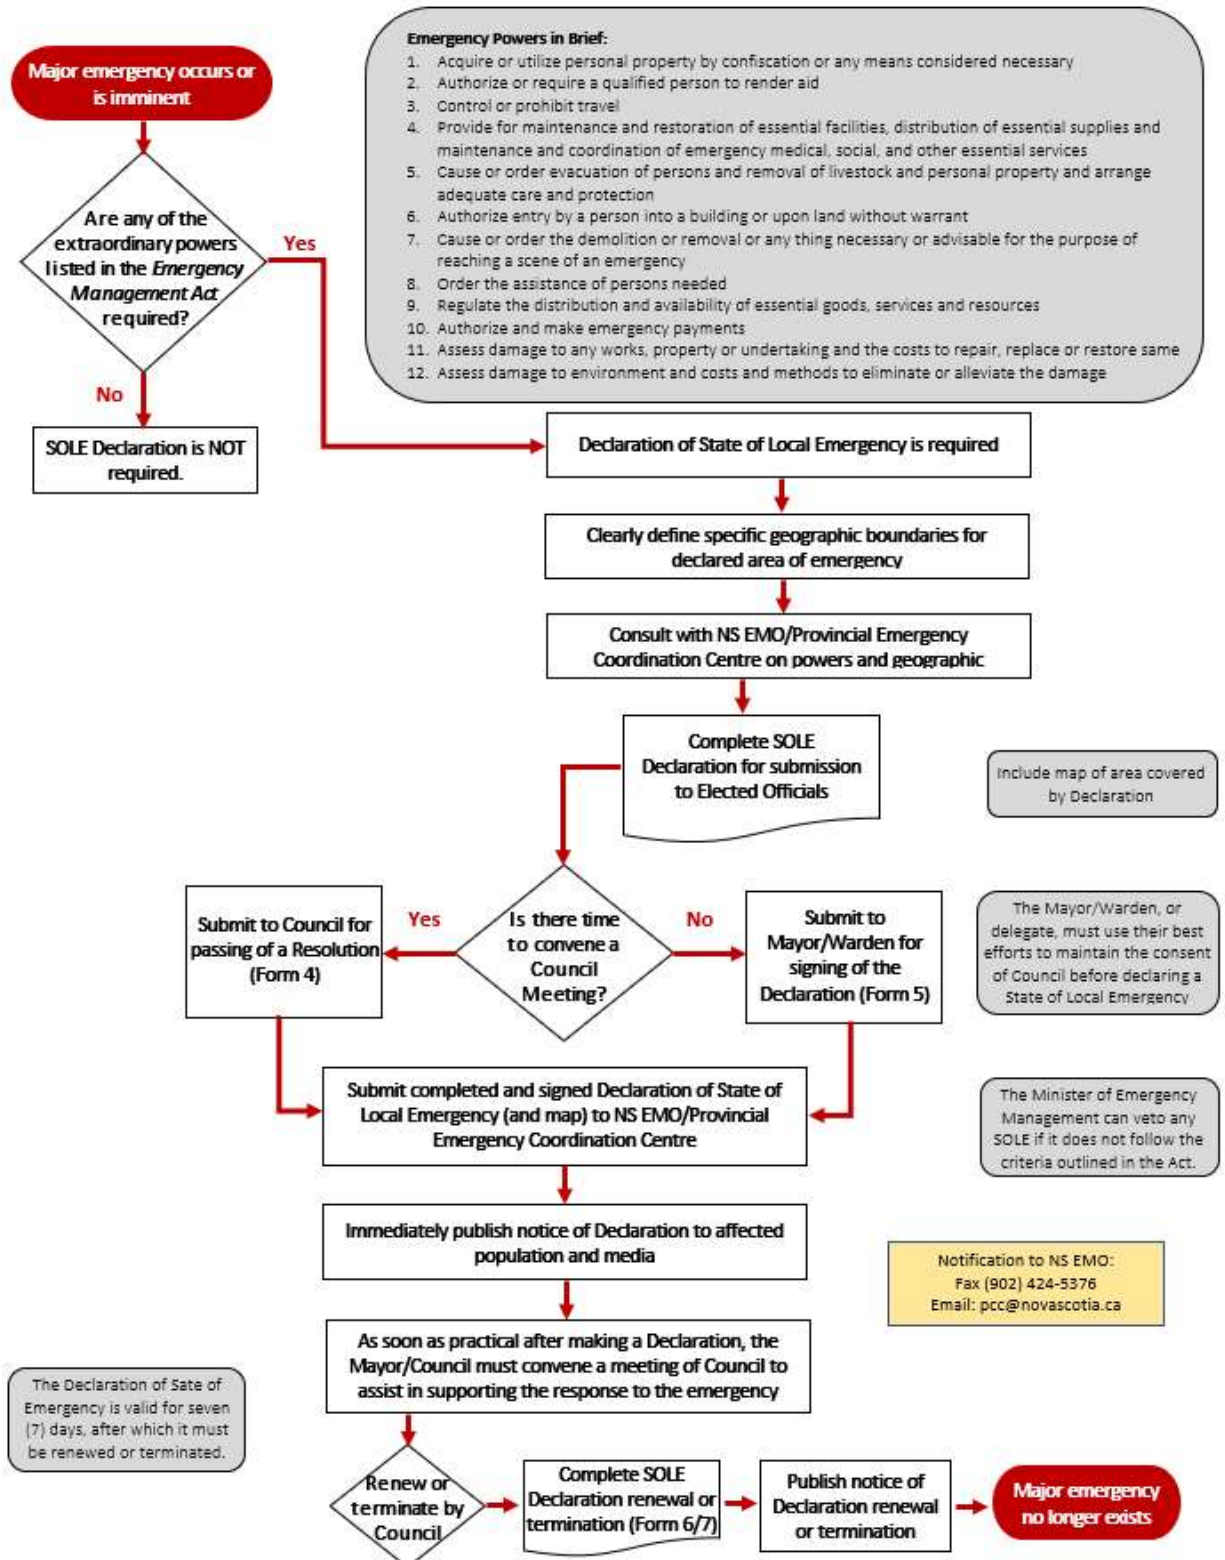 Major emergency occurs or
is imminent
Emergency Powers in Brief:
1. Acquire or utilize personal property by confiscation or any means considered necessary
2. Authorize or require a qualified person to render aid
3. Control or prohibit travel
4. Provide for maintenance and restoration of essential facilities, distribution of essential supplies and
maintenance and coordination of emergency medical, social, and other essential services
5. Cause or order evacuation of persons and removal of livestock and personal property and arrange
adequate care and protection
6. Authorize entry by a person into a building or upon land without warrant
7. Cause or order the demolition or removal or any thing necessary or advisable for the purpose of
reaching a scene of an emergency
8. Order the assistance of persons needed
9. Regulate the distribution and availability of essential goods, services and resources
10. Authorize and make emergency payments
11. Assess damage to any works, property or undertaking and the costs to repair, replace or restore same
12. Assess damage to environment and costs and methods to eliminate or alleviate the damage
Are any of the
extraordinary powers
listed in the Emergency
Management Act
required?
Yes
No
SOLE Declaration is NOT
required.
Declaration of State of Local Emergency is required
Clearly define specific geographic boundaries for
declared area of emergency
Consult with NS EMO/Provincial Emergency
Coordination Centre on powers and geographic
Complete SOLE
Declaration for submission
to Elected Officials
Include map of area covered
by Declaration
Is there time
to convene a
Council
Meeting?
Yes
No
Submit to Council for
passing of a Resolution
(Form 4)
Submit to
Mayor/Warden for
signing of the
Declaration (Form 5)
The Mayor/Warden, or
delegate, must use their best
efforts to maintain the consent
of Council before declaring a
State of Local Emergency
Submit completed and signed Declaration of State of
Local Emergency (and map) to NS EMO/Provincial
Emergency Coordination Centre
The Minister of Emergency
Management can veto any
SOLE if it does not follow the
criteria outlined in the Act.
Immediately publish notice of Declaration to affected
population and media
Notification to NS EMO:
Fax (902) 424-5376
Email: pcc@novascotia.ca
As soon as practical after making a Declaration, the
Mayor/Council must convene a meeting of Council to
assist in supporting the response to the emergency
The Declaration of Sate of
Emergency is valid for seven
(7) days, after which it must
be renewed or terminated.
Renew or
terminate by
Council
Complete SOLE
Declaration renewal or
termination (Form 6/7)
Publish notice of
Declaration renewal
or termination
Major emergency
no longer exists